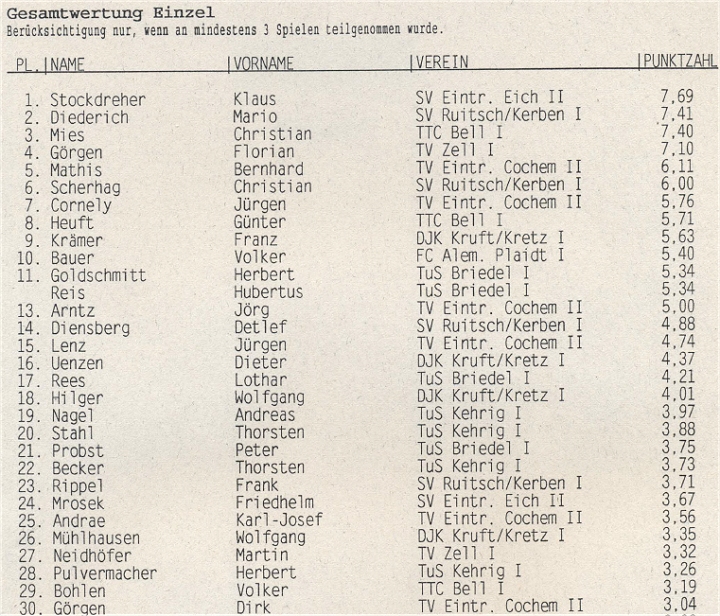 Gesamtwertung Einzel
Berücksichtigung nur, wenn an mindestens 3 Spielen teilgenommen wurde.
PL. |NAME |VORNAME |VEREIN |PUNKTZAHL
1. Stockdreher Klaus SV Eintr. Eich II 7,69
2. Diederich Mario SV Ruitsch/Kerben I 7,41
3. Mies Christian TTC Bell I 7,40
4. Görgen Florian TV Zell I 7,10
5. Mathis Bernhard TV Eintr. Cochem II 6,11
6. Scherhag Christian SV Ruitsch/Kerben I 6,00
7. Cornely Jürgen TV Eintr. Cochem II 5,76
8. Heuft Günter TTC Bell I 5,71
9. Krämer Franz DJK Kruft/Kretz I 5,63
10. Bauer Volker FC Alem. Plaidt I 5,40
11. Goldschmitt Herbert TuS Briedel I 5,34
Reis Hubertus TuS Briedel I 5,34
13. Arntz Jörg TV Eintr. Cochem II 5,00
14. Diensberg Detlef SV Ruitsch/Kerben I 4,88
15. Lenz Jürgen TV Eintr. Cochem II 4,74
16. Uenzen Dieter DJK Kruft/Kretz I 4,37
17. Rees Lothar TuS Briedel I 4,21
18. Hilger Wolfgang DJK Kruft/Kretz I 4,01
19. Nagel Andreas TuS Kehrig I 3,97
20. Stahl Thorsten TuS Kehrig I 3,88
21. Probst Peter TuS Briedel I 3,75
22. Becker Thorsten TuS Kehrig I 3,73
23. Rippel Frank SV Ruitsch/Kerben I 3,71
24. Mrosek Friedhelm SV Eintr. Eich II 3,67
25. Andrae Karl-Josef TV Eintr. Cochem II 3,56
26. Mühlhausen Wolfgang DJK Kruft/Kretz I 3,35
27. Neidhöfer Martin TV Zell I 3,32
28. Pulvermacher Herbert TuS Kehrig I 3,26
29. Bohlen Volker TTC Bell I 3,19
30. Görgen Dirk TV Eintr. Cochem II 3,04